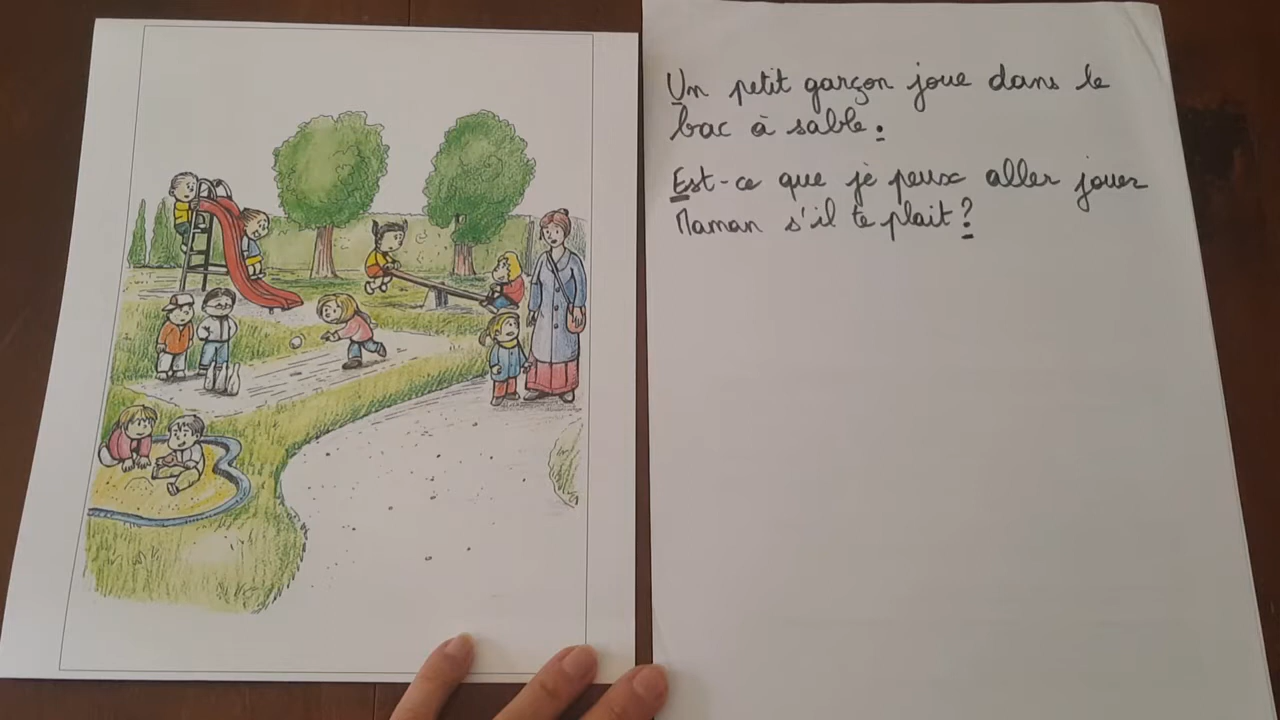 Un petit garçon joue dans le
bac à sable.
Est-ce que je peux aller jouer
Maman s'il te plait ?